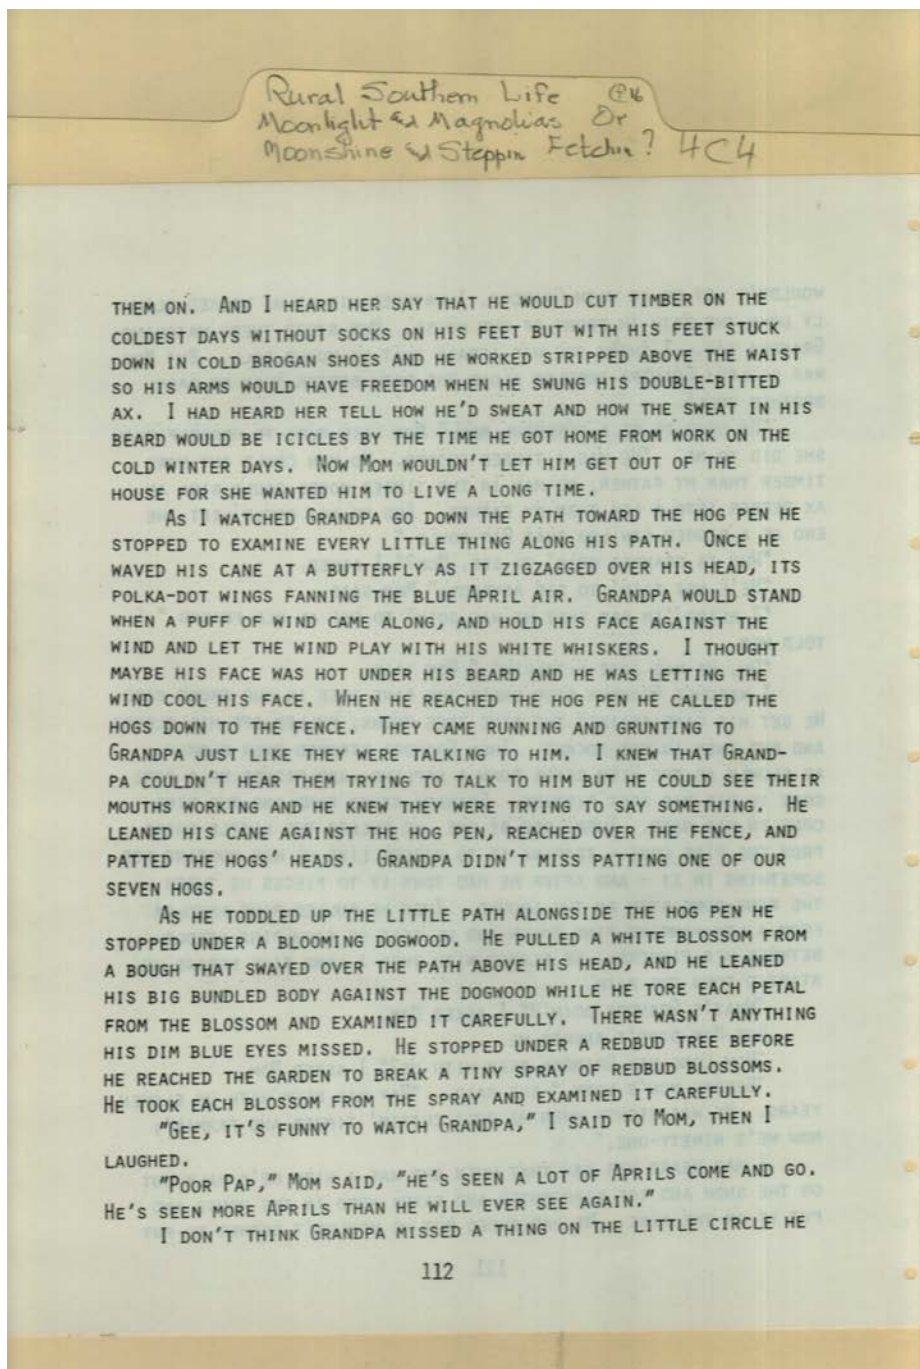 Rural Southern Life
Moonlight & Magnolias Or
Moonshine & Steppin Fetchin? 4C4
THEM ON. AND I HEARD HER SAY THAT HE WOULD CUT TIMBER ON THE
COLDEST DAYS WITHOUT SOCKS ON HIS FEET BUT WITH HIS FEET STUCK
DOWN IN COLD BROGAN SHOES AND HE WORKED STRIPPED ABOVE THE WAIST
SO HIS ARMS WOULD HAVE FREEDOM WHEN HE SWUNG HIS DOUBLE-BITTED
AX. I HAD HEARD HER TELL HOW HE'D SWEAT AND HOW THE SWEAT IN HIS
BEARD WOULD BE ICICLES BY THE TIME HE GOT HOME FROM WORK ON THE
COLD WINTER DAYS. NOW MOM WOULDN'T LET HIM GET OUT OF THE
HOUSE FOR SHE WANTED HIM TO LIVE A LONG TIME.
AS I WATCHED GRANDPA GO DOWN THE PATH TOWARD THE HOG PEN HE
STOPPED TO EXAMINE EVERY LITTLE THING ALONG HIS PATH. ONCE HE
WAVED HIS CANE AT A BUTTERFLY AS IT ZIGZAGGED OVER HIS HEAD, ITS
POLKA-DOT WINGS FANNING THE BLUE APRIL AIR. GRANDPA WOULD STAND
WHEN A PUFF OF WIND CAME ALONG, AND HOLD HIS FACE AGAINST THE
WIND AND LET THE WIND PLAY WITH HIS WHITE WHISKERS. I THOUGHT
MAYBE HIS FACE WAS HOT UNDER HIS BEARD AND HE WAS LETTING THE
WIND COOL HIS FACE. WHEN HE REACHED THE HOG PEN HE CALLED THE
HOGS DOWN TO THE FENCE. THEY CAME RUNNING AND GRUNTING TO
GRANDPA JUST LIKE THEY WERE TALKING TO HIM. I KNEW THAT GRAND-
PA COULDN'T HEAR THEM TRYING TO TALK TO HIM BUT HE COULD SEE THEIR
MOUTHS WORKING AND HE KNEW THEY WERE TRYING TO SAY SOMETHING. HE
LEANED HIS CANE AGAINST THE HOG PEN, REACHED OVER THE FENCE, AND
PATTED THE HOGS' HEADS. GRANDPA DIDN'T MISS PATTING ONE OF OUR
SEVEN HOGS.
AS HE TODDLED UP THE LITTLE PATH ALONGSIDE THE HOG PEN HE
STOPPED UNDER A BLOOMING DOGWOOD. HE PULLED A WHITE BLOSSOM FROM
A BOUGH THAT SWAYED OVER THE PATH ABOVE HIS HEAD, AND HE LEANED
HIS BIG BUNDLED BODY AGAINST THE DOGWOOD WHILE HE TORE EACH PETAL
FROM THE BLOSSOM AND EXAMINED IT CAREFULLY. THERE WASN'T ANYTHING
HIS DIM BLUE EYES MISSED. HE STOPPED UNDER A REDBUD TREE BEFORE
HE REACHED THE GARDEN TO BREAK A TINY SPRAY OF REDBUD BLOSSOMS.
HE TOOK EACH BLOSSOM FROM THE SPRAY AND EXAMINED IT CAREFULLY.
"GEE, IT'S FUNNY TO WATCH GRANDPA," I SAID TO MOM, THEN I
LAUGHED.
"POOR PAP," MOM SAID, "HE'S SEEN A LOT OF APRILS COME AND GO.
HE'S SEEN MORE APRILS THAN HE WILL EVER SEE AGAIN."
I DON'T THINK GRANDPA MISSED A THING ON THE LITTLE CIRCLE HE
112